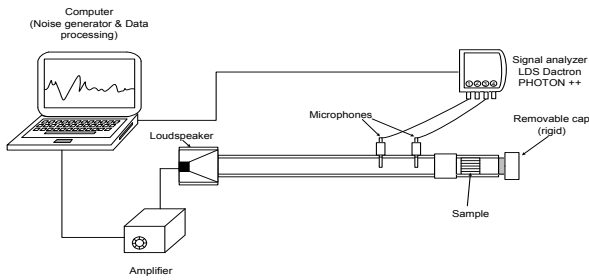 Computer
(Noise generator & Data
processing)
Signal analyzer
LDS Dactron
PHOTON ++
Microphones
Removable cap
(rigid)
Loudspeaker
Sample
Amplifier